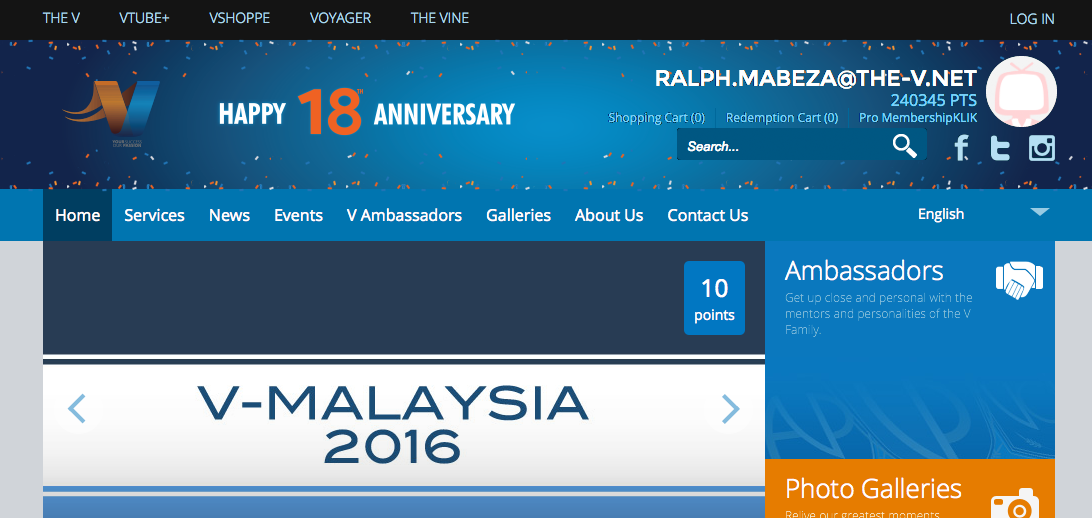 THE V VTUBE+ VSHOPPE VOYAGER THE VINE LOG IN
HAPPY 18TH ANNIVERSARY
RALPH.MABEZA@THE-V.NET
240345 PTS
Shopping Cart (0) Redemption Cart (0) Pro MembershipKLIK
Search...
Home Services News Events V Ambassadors Galleries About Us Contact Us English
10
points
V-MALAYSIA
2016
Ambassadors
Get up close and personal with the
mentors and personalities of the V
Family.
Photo Galleries
Relive our greatest moments